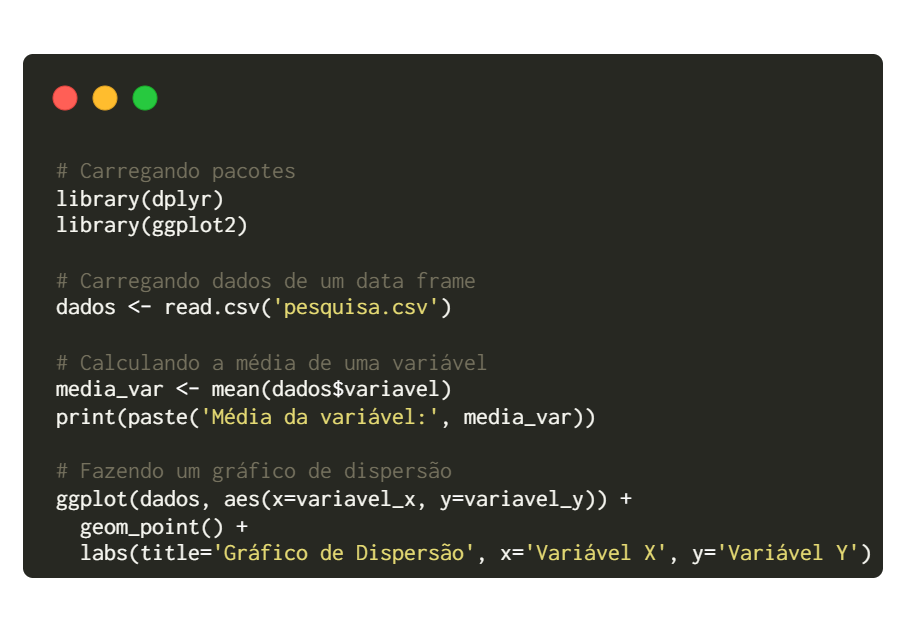 # Carregando pacotes
library(dplyr)
library(ggplot2)
# Carregando dados de um data frame
dados <- read.csv('pesquisa.csv')
# Calculando a média de uma variável
media_var <- mean(dados$variavel)
print(paste('Média da variável:', media_var))
# Fazendo um gráfico de dispersão
ggplot(dados, aes(x=variavel_x, y=variavel_y)) +
  geom_point() +
  labs(title='Gráfico de Dispersão', x='Variável X', y='Variável Y')